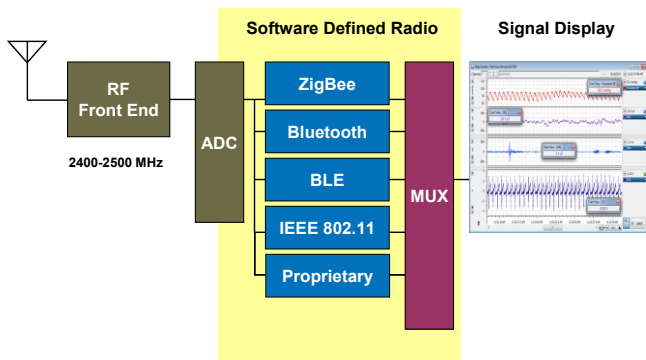 Software Defined Radio
Signal Display
RF
Front End
2400-2500 MHz
ADC
ZigBee
Bluetooth
BLE
IEEE 802.11
Proprietary
MUX